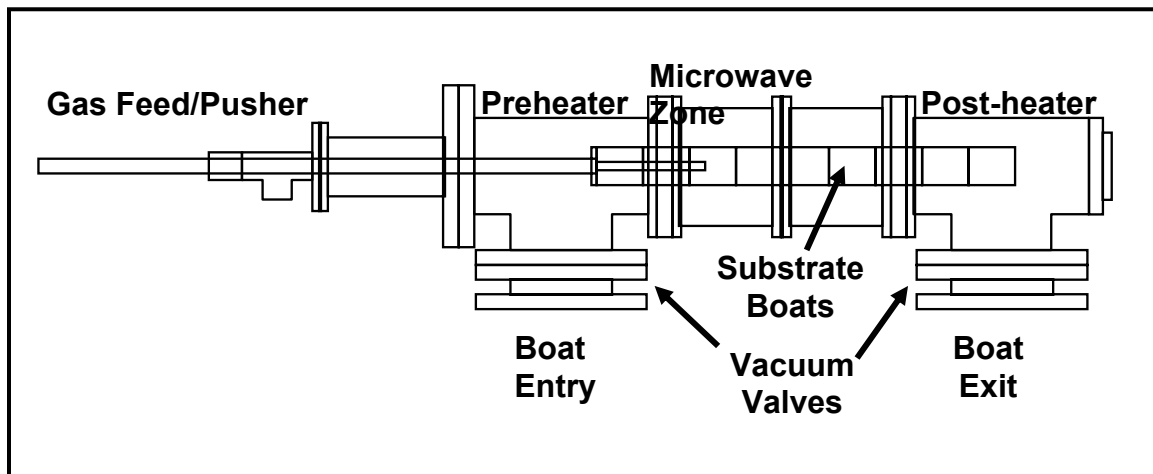 Gas Feed/Pusher
Preheater
Microwave
Zone
Post-heater
Substrate
Boats
Boat
Entry
Vacuum
Valves
Boat
Exit